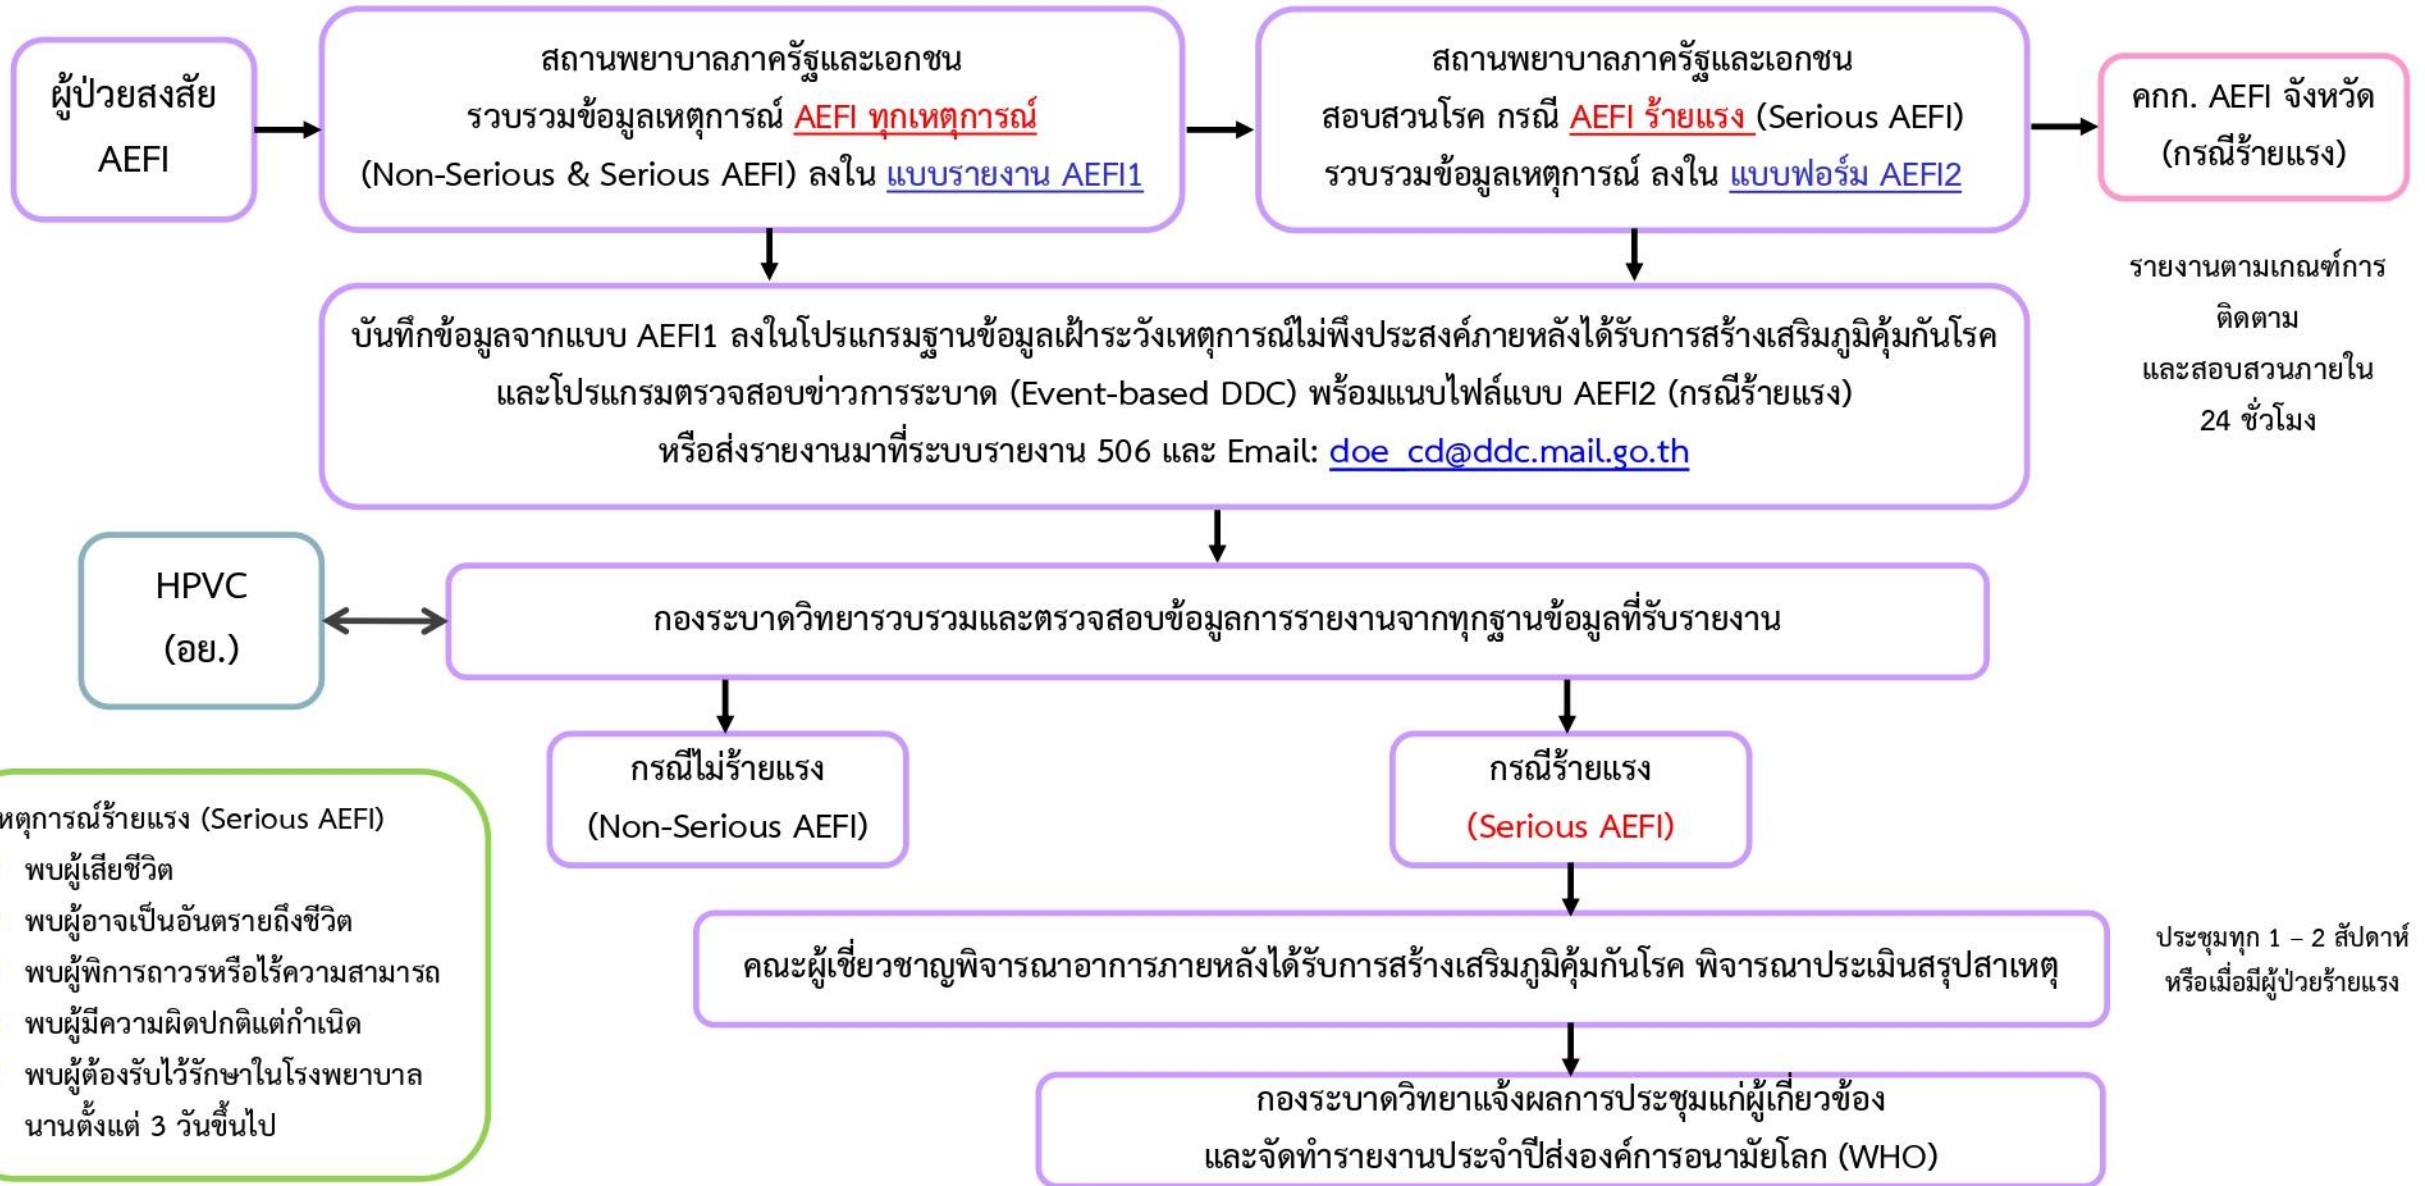 ผู้ป่วยสงสัย
AEFI
สถานพยาบาลภาครัฐและเอกชน
รวบรวมข้อมูลเหตุการณ์ AEFI ทุกเหตุการณ์
(Non-Serious & Serious AEFI) ลงใน แบบรายงาน AEFI1
สถานพยาบาลภาครัฐและเอกชน
สอบสวนโรค กรณี AEFI ร้ายแรง (Serious AEFI)
รวบรวมข้อมูลเหตุการณ์ ลงใน แบบฟอร์ม AEFI2
คกก. AEFI จังหวัด
(กรณีร้ายแรง)
รายงานตามเกณฑ์การ
ติดตาม
และสอบสวนภายใน
24 ชั่วโมง
บันทึกข้อมูลจากแบบ AEFI1 ลงในโปรแกรมฐานข้อมูลเฝ้าระวังเหตุการณ์ไม่พึงประสงค์ภายหลังได้รับการสร้างเสริมภูมิคุ้มกันโรค
และโปรแกรมตรวจสอบข่าวการระบาด (Event-based DDC) พร้อมแนบไฟล์แบบ AEFI2 (กรณีร้ายแรง)
หรือส่งรายงานมาที่ระบบรายงาน 506 และ Email: doe_cd@ddc.mail.go.th
HPVC
(อย.)
กองระบาดวิทยารวบรวมและตรวจสอบข้อมูลการรายงานจากทุกฐานข้อมูลที่รับรายงาน
กรณีไม่ร้ายแรง
(Non-Serious AEFI)
กรณีร้ายแรง
(Serious AEFI)
หตุการณ์ร้ายแรง (Serious AEFI)
พบผู้เสียชีวิต
พบผู้อาจเป็นอันตรายถึงชีวิต
พบผู้พิการถาวรหรือไร้ความสามารถ
พบผู้มีความผิดปกติแต่กำเนิด
พบผู้ต้องรับไว้รักษาในโรงพยาบาล
นานตั้งแต่ 3 วันขึ้นไป
คณะผู้เชี่ยวชาญพิจารณาอาการภายหลังได้รับการสร้างเสริมภูมิคุ้มกันโรค พิจารณาประเมินสรุปสาเหตุ
ประชุมทุก 1 – 2 สัปดาห์
หรือเมื่อมีผู้ป่วยร้ายแรง
กองระบาดวิทยาแจ้งผลการประชุมแก่ผู้เกี่ยวข้อง
และจัดทำรายงานประจำปีส่งองค์การอนามัยโลก (WHO)